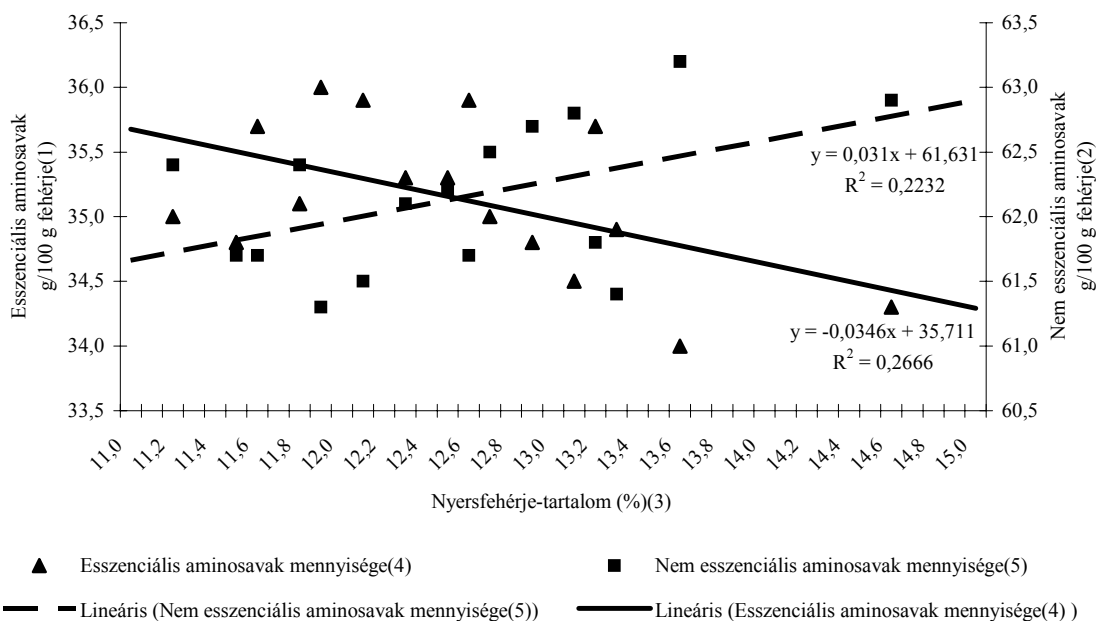 36,5
36,0
35,5
35,0
34,5
34,0
33,5
Esszenciális aminosavak
g/100 g fehérje(1)
63,5
63,0
62,5
62,0
61,5
61,0
60,5
Nem esszenciális aminosavak
g/100 g fehérje(2)
y = 0,031x + 61,631
R² = 0,2232
y = -0,0346x + 35,711
R² = 0,2666
11,0 11,2 11,4 11,6 11,8 12,0 12,2 12,4 12,6 12,8 13,0 13,2 13,4 13,6 13,8 14,0 14,2 14,4 14,6 14,8 15,0
Nyersfehérje-tartalom (%)(3)
Esszenciális aminosavak mennyisége(4)
Nem esszenciális aminosavak mennyisége(5)
Lineáris (Nem esszenciális aminosavak mennyisége(5))
Lineáris (Esszenciális aminosavak mennyisége(4) )